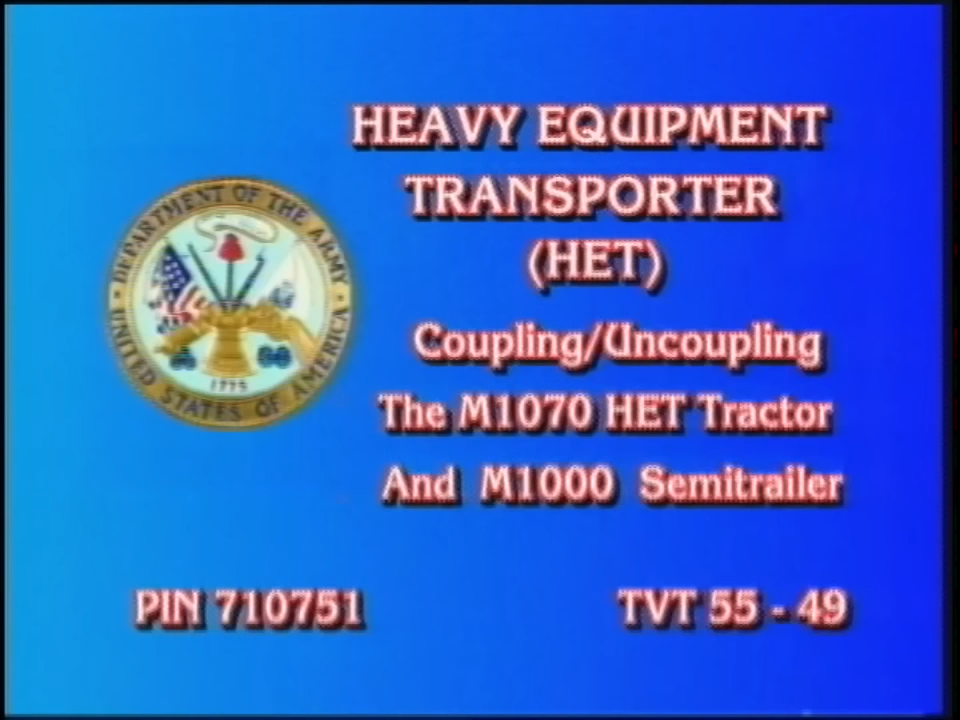 HEAVY EQUIPMENT
TRANSPORTER
(HET)
Coupling/Uncoupling
The M1070 HET Tractor
And M1000 Semitrailer
DEPARTMENT OF THE ARMY
UNITED STATES OF AMERICA
1775
PIN 710751
TVT 55 - 49